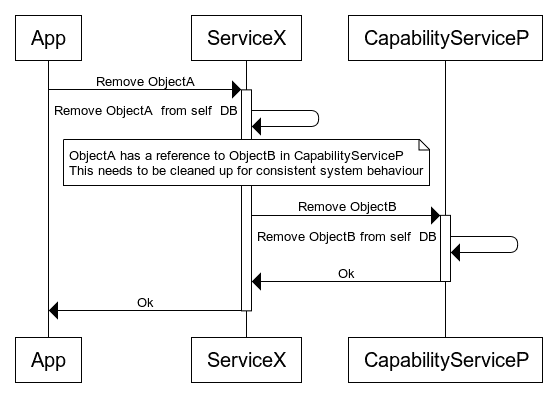 App
ServiceX
CapabilityServiceP
Remove ObjectA
Remove ObjectA  from self  DB
ObjectA has a reference to ObjectB in CapabilityServiceP
This needs to be cleaned up for consistent system behaviour
Remove ObjectB
Remove ObjectB from self  DB
Ok
Ok
App
ServiceX
CapabilityServiceP